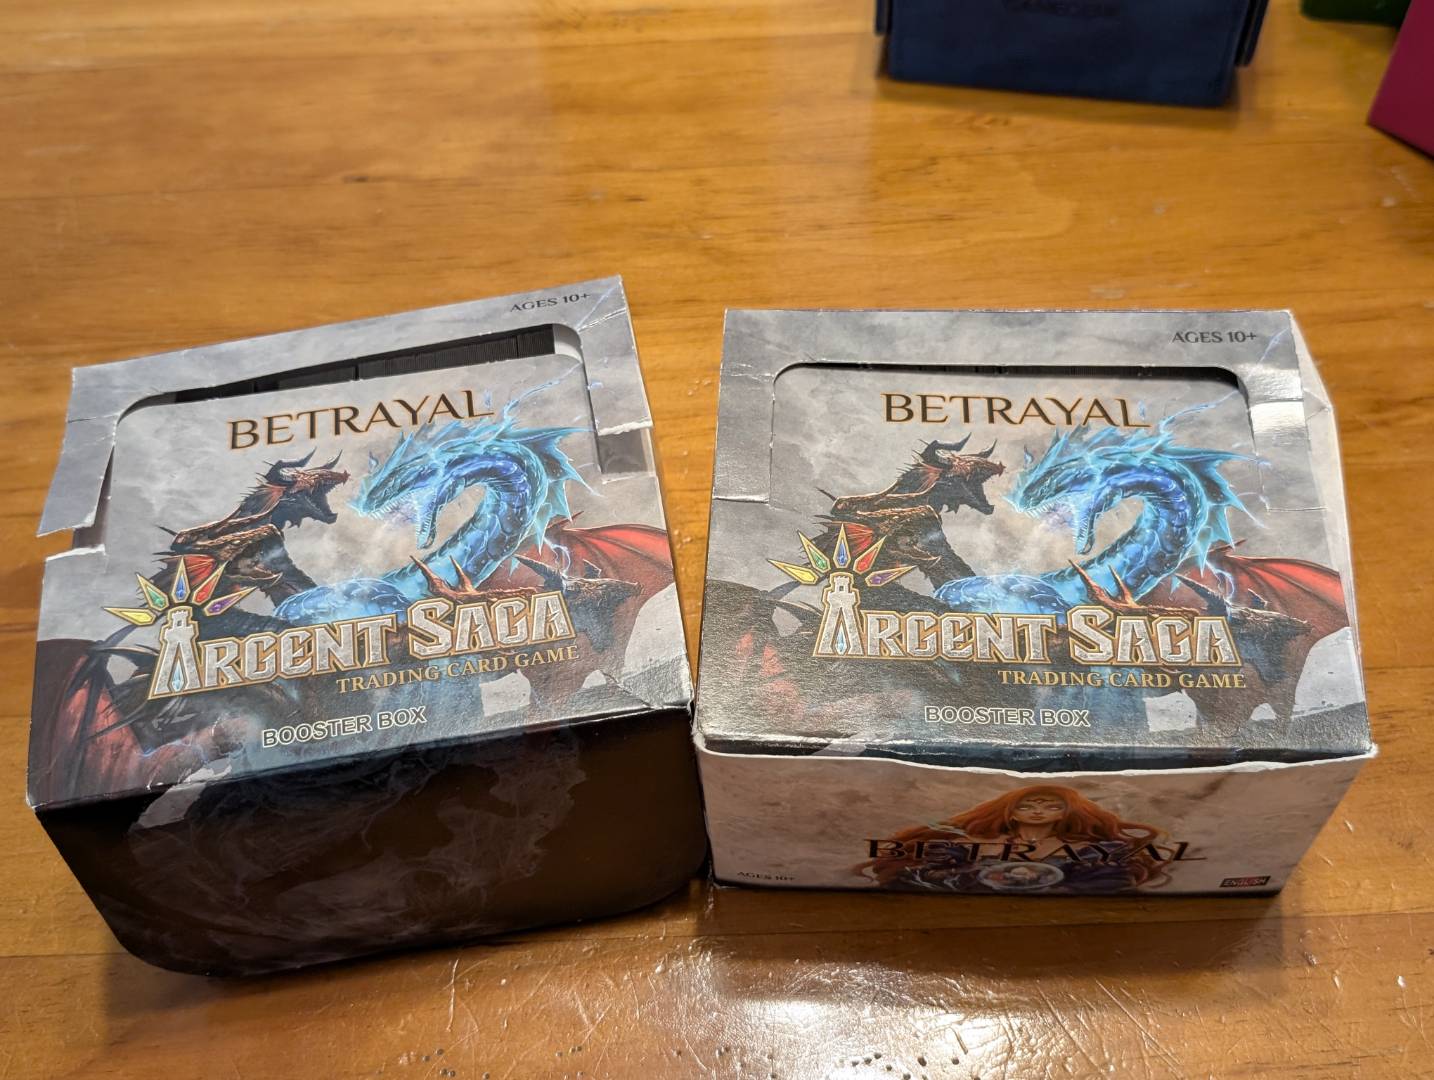 AGES 10+
BETRAYAL
ARGENT SAGA
TRADING CARD GAME
BOOSTER BOX
AGES 10+
BETRAYAL
ARGENT SAGA
TRADING CARD GAME
BOOSTER BOX
BETRAYAL
AGES 10+
ENGLISH